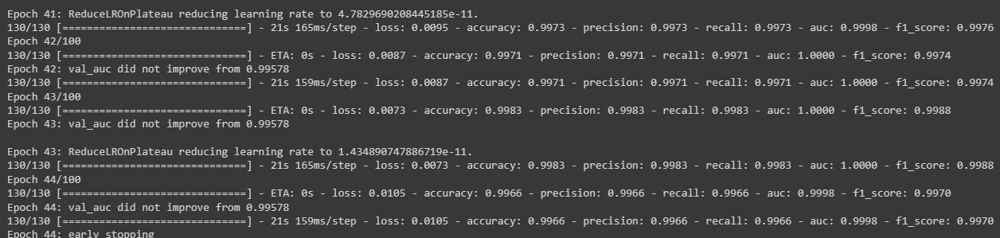 Epoch 41: ReduceLROnPlateau reducing learning rate to 4.7829690208445185e-11.
130/130 [==============================] - 21s 165ms/step - loss: 0.0095 - accuracy: 0.9973 - precision: 0.9973 - recall: 0.9973 - auc: 0.9998 - f1_score: 0.9976
Epoch 42/100
130/130 [==============================] - ETA: 0s - loss: 0.0087 - accuracy: 0.9971 - precision: 0.9971 - recall: 0.9971 - auc: 1.0000 - f1_score: 0.9974
Epoch 42: val_auc did not improve from 0.99578
130/130 [==============================] - 21s 159ms/step - loss: 0.0087 - accuracy: 0.9971 - precision: 0.9971 - recall: 0.9971 - auc: 1.0000 - f1_score: 0.9974
Epoch 43/100
130/130 [==============================] - ETA: 0s - loss: 0.0073 - accuracy: 0.9983 - precision: 0.9983 - recall: 0.9983 - auc: 1.0000 - f1_score: 0.9988
Epoch 43: val_auc did not improve from 0.99578
Epoch 43: ReduceLROnPlateau reducing learning rate to 1.434890747886719e-11.
130/130 [==============================] - 21s 165ms/step - loss: 0.0073 - accuracy: 0.9983 - precision: 0.9983 - recall: 0.9983 - auc: 1.0000 - f1_score: 0.9988
Epoch 44/100
130/130 [==============================] - ETA: 0s - loss: 0.0105 - accuracy: 0.9966 - precision: 0.9966 - recall: 0.9966 - auc: 0.9998 - f1_score: 0.9970
Epoch 44: val_auc did not improve from 0.99578
130/130 [==============================] - 21s 159ms/step - loss: 0.0105 - accuracy: 0.9966 - precision: 0.9966 - recall: 0.9966 - auc: 0.9998 - f1_score: 0.9970
Epoch 44: early stopping